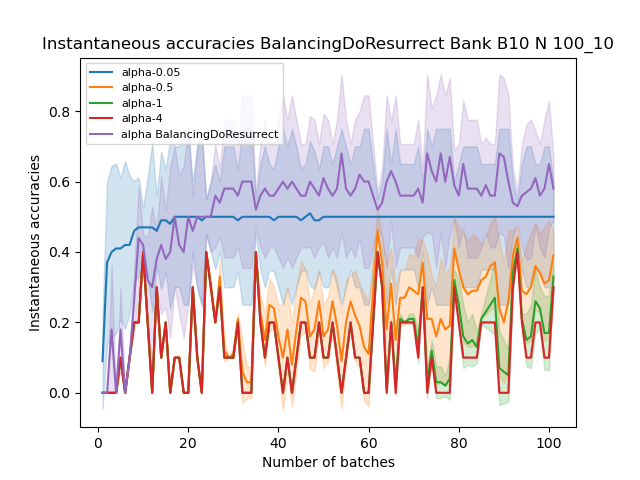 Instantaneous accuracies BalancingDoResurrect Bank B10 N 100_10
alpha-0.05
alpha-0.5
alpha-1
alpha-4
alpha BalancingDoResurrect
Instantaneous accuracies
0.8
0.6
0.4
0.2
0.0
0 20 40 60 80 100
Number of batches